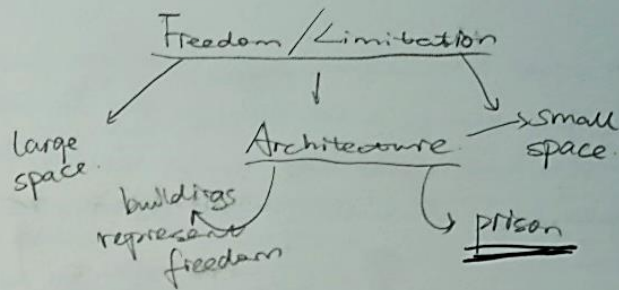 Freedom / Limitation
large
space.
Architecture
small
space.
buildings
represent
freedom
prison